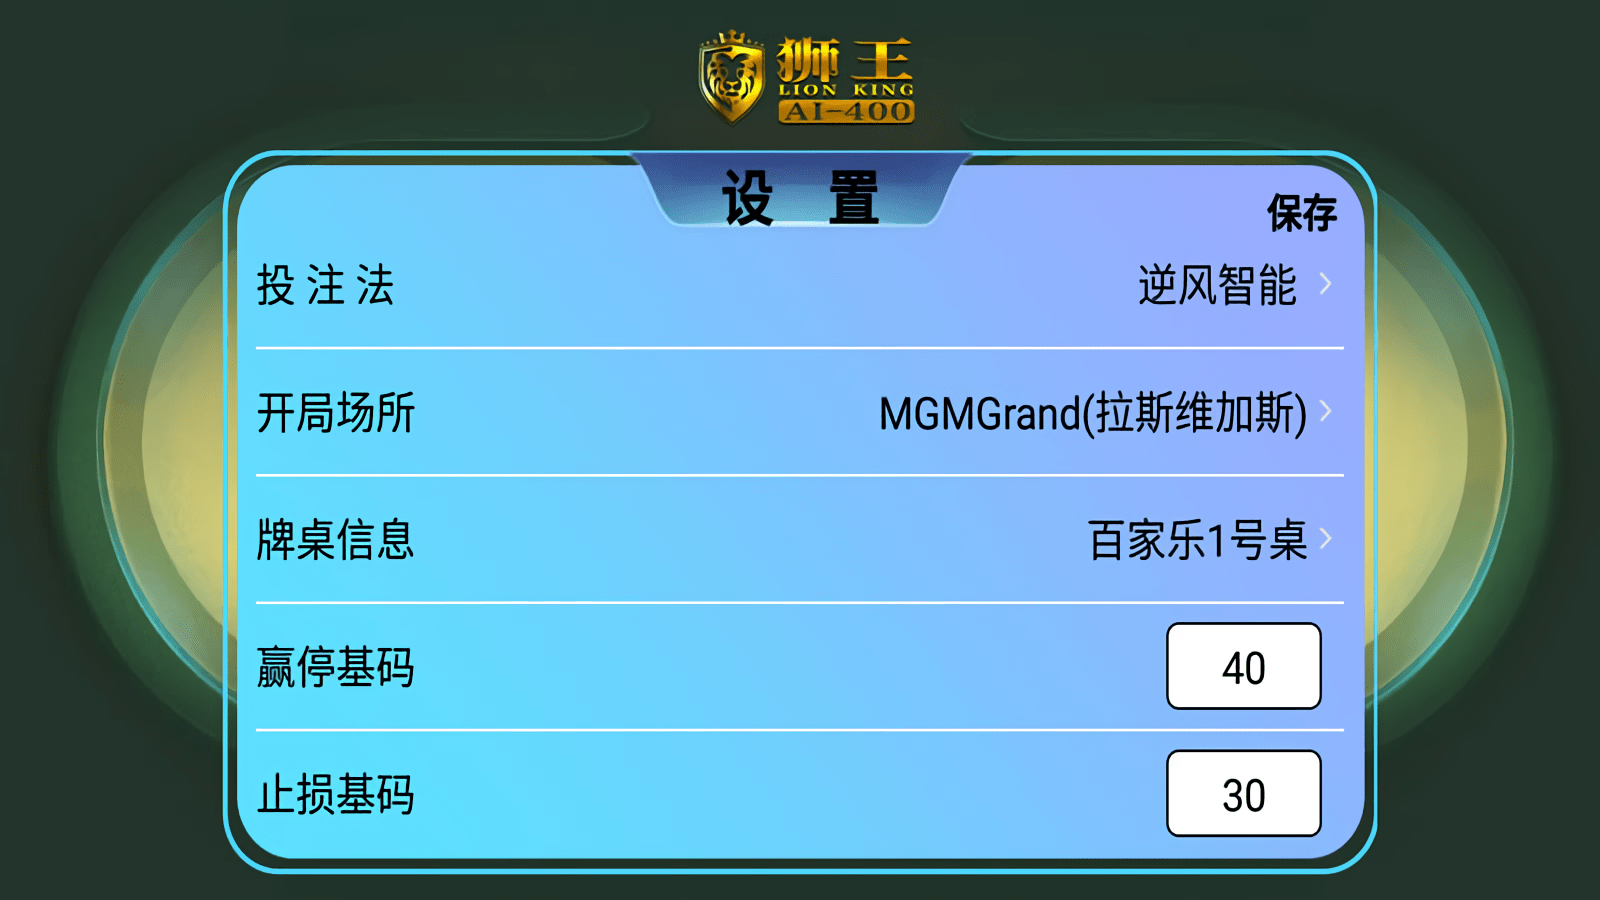 狮王
LION KING
AI-400
设 置
保存
投 注 法 逆风智能
开局场所 MGMGrand(拉斯维加斯)
牌桌信息 百家乐1号桌
赢停基码 40
止损基码 30